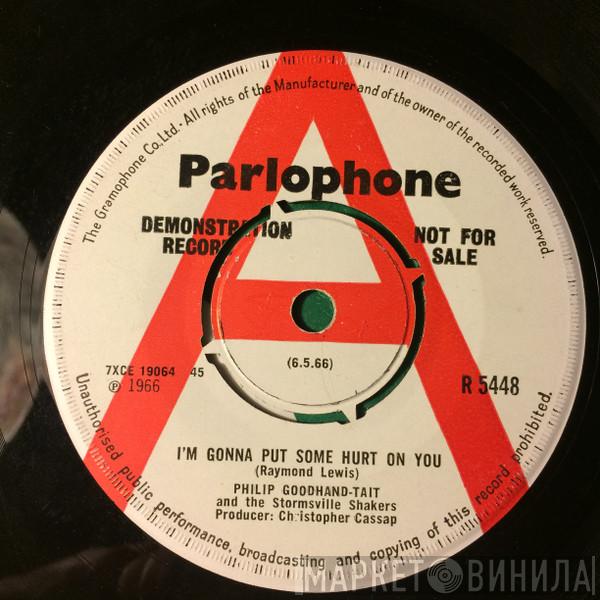 The Gramophone Co. Ltd.- All rights of the Manufacturer and of the owner of the recorded work reserved.
Parlophone
DEMONSTRATION
RECORD
NOT FOR
SALE
7XCE 19064 45
℗ 1966
(6.5.66)
R 5448
I'M GONNA PUT SOME HURT ON YOU
(Raymond Lewis)
PHILIP GOODHAND-TAIT
and the Stormsville Shakers
Producer: Christopher Cassap
Unauthorised public performance, broadcasting and copying of this record prohibited.
МАРКЕТ ВИНИЛА